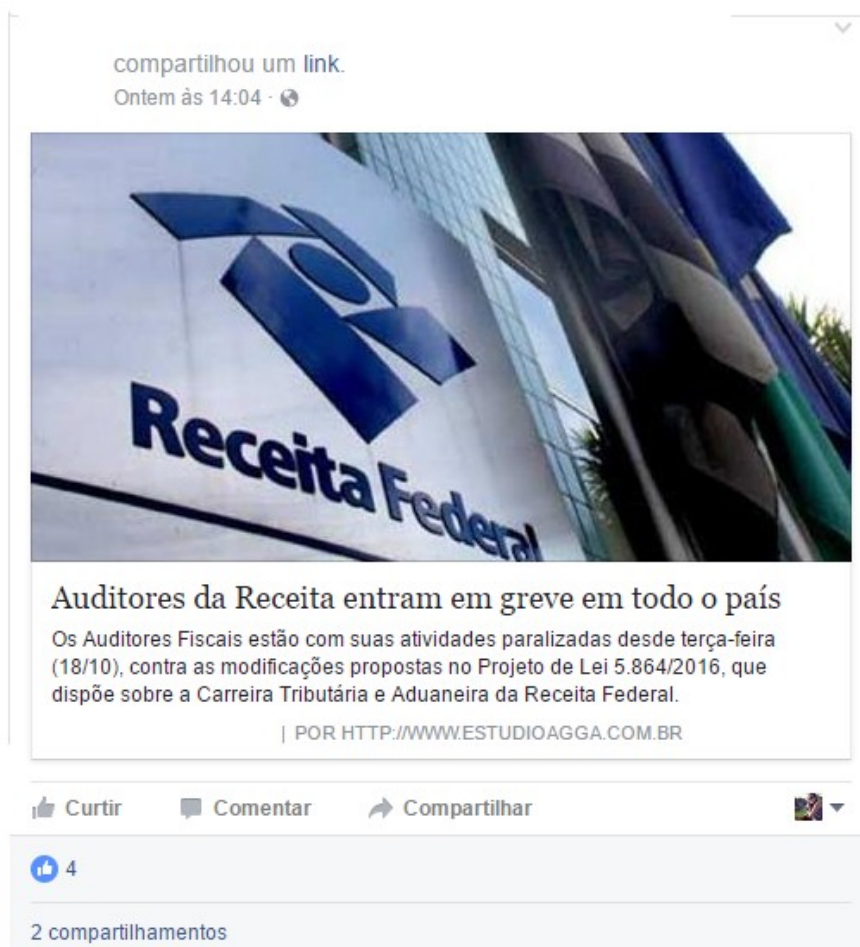 compartilhou um link.
Ontem às 14:04 ·
Receita Federal
Auditores da Receita entram em greve em todo o país
Os Auditores Fiscais estão com suas atividades paralizadas desde terça-feira
(18/10), contra as modificações propostas no Projeto de Lei 5.864/2016, que
dispõe sobre a Carreira Tributária e Aduaneira da Receita Federal.
| POR HTTP://WWW.ESTUDIOAGGA.COM.BR
Curtir Comentar Compartilhar
4
2 compartilhamentos